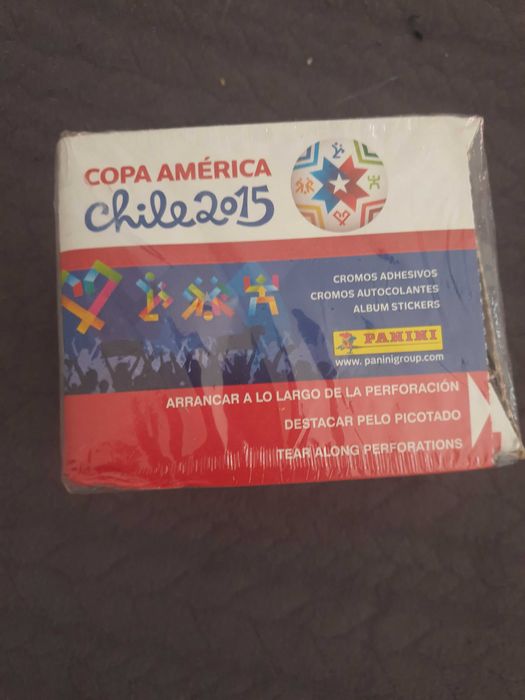 COPA AMÉRICA
Chile2015
CROMOS ADHESIVOS
CROMOS AUTOCOLANTES
ALBUM STICKERS
PANINI
www.paninigroup.com
ARRANCAR A LO LARGO DE LA PERFORACIÓN
DESTACAR PELO PICOTADO
TEAR ALONG PERFORATIONS